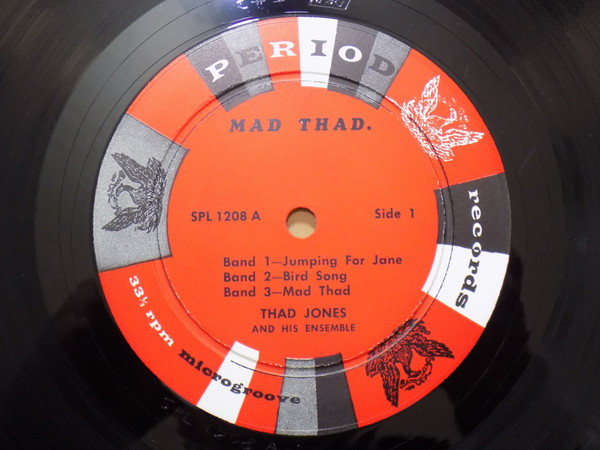 PERIOD
MAD THAD.
SPL 1208 A
Side 1
Band 1—Jumping For Jane
Band 2—Bird Song
Band 3—Mad Thad
THAD JONES
AND HIS ENSEMBLE
records
33⅓ rpm microgroove